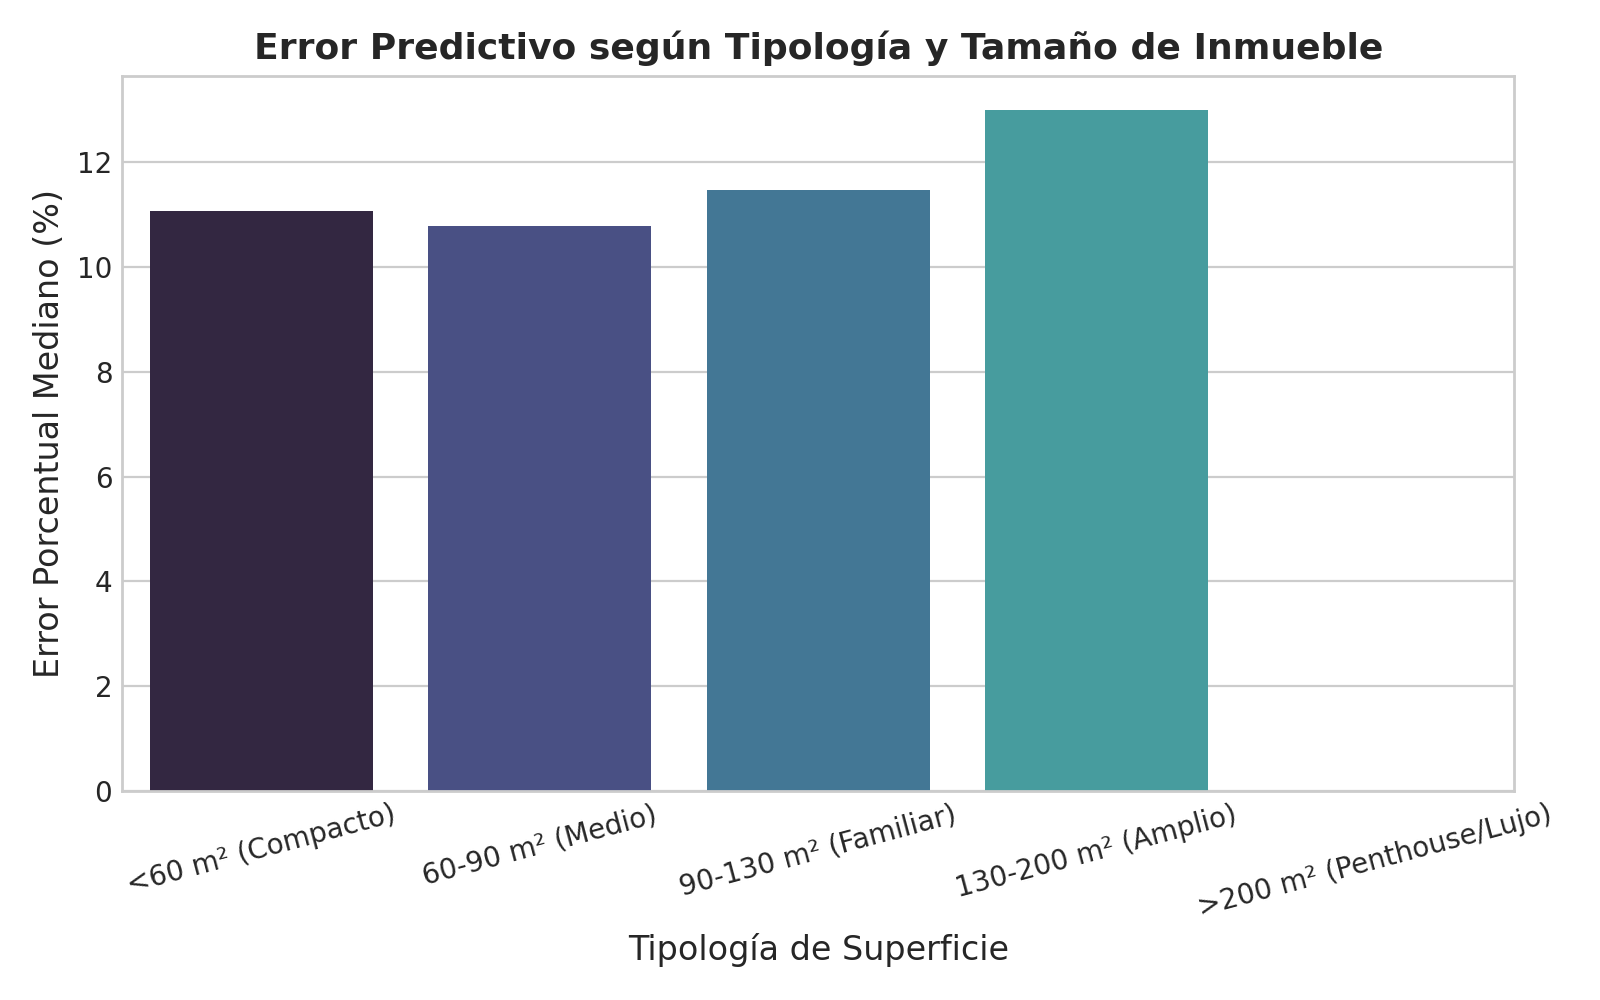 Error Predictivo según Tipología y Tamaño de Inmueble
Error Porcentual Mediano (%)
12
10
8
6
4
2
0
<60 m² (Compacto)
60-90 m² (Medio)
90-130 m² (Familiar)
130-200 m² (Amplio)
>200 m² (Penthouse/Lujo)
Tipología de Superficie